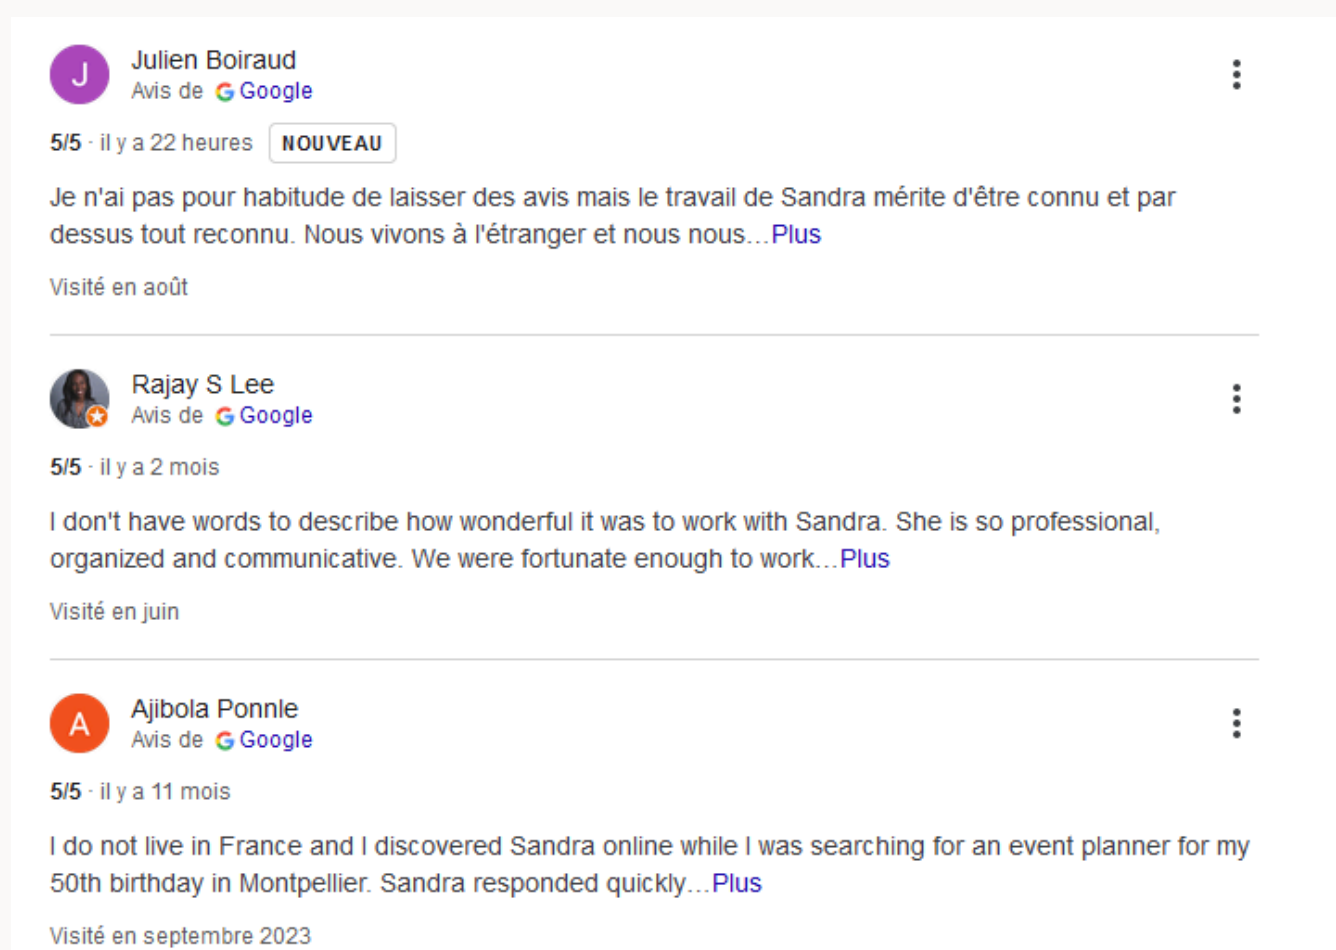 J
Julien Boiraud
Avis de Google
5/5 · il y a 22 heures NOUVEAU
Je n'ai pas pour habitude de laisser des avis mais le travail de Sandra mérite d'être connu et par
dessus tout reconnu. Nous vivons à l'étranger et nous nous...Plus
Visité en août
Rajay S Lee
Avis de Google
5/5 · il y a 2 mois
I don't have words to describe how wonderful it was to work with Sandra. She is so professional,
organized and communicative. We were fortunate enough to work...Plus
Visité en juin
A
Ajibola Ponnle
Avis de Google
5/5 · il y a 11 mois
I do not live in France and I discovered Sandra online while I was searching for an event planner for my
50th birthday in Montpellier. Sandra responded quickly...Plus
Visité en septembre 2023